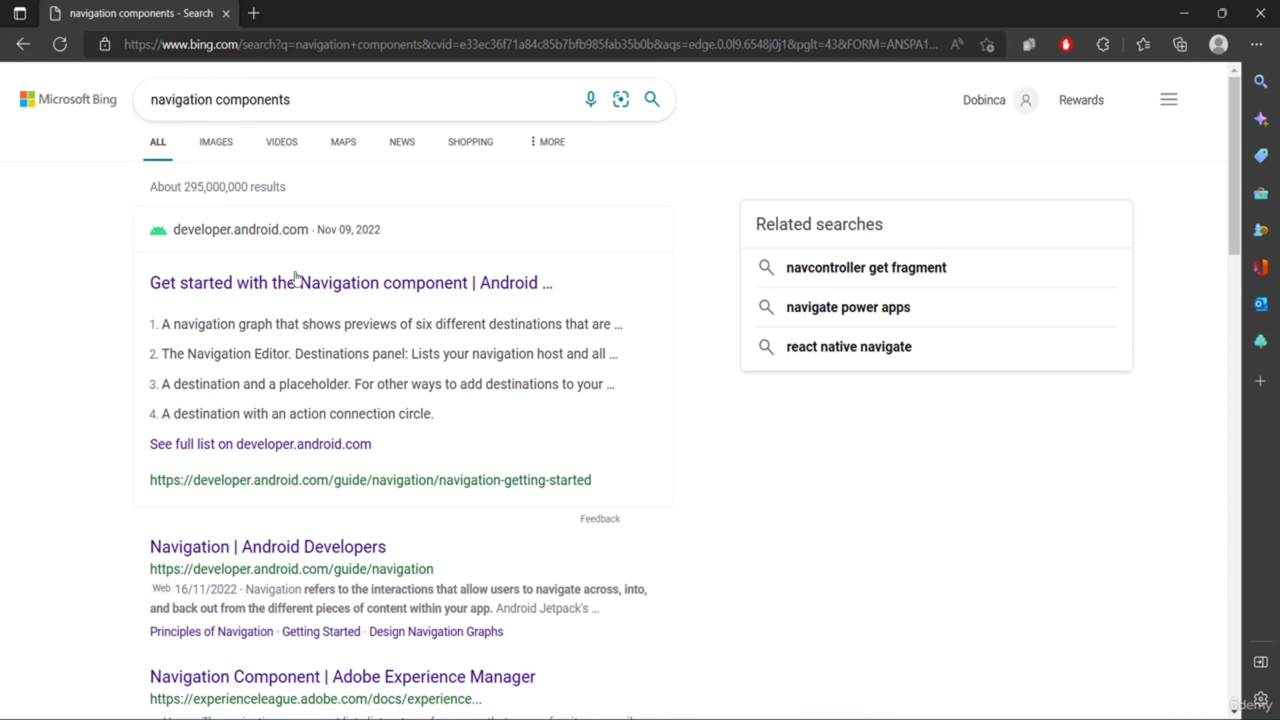 navigation components - Search
https://www.bing.com/search?q=navigation+components&cvid=e33ec36f71a84c85b7bfb985fab35b0b&aqs=edge.0.0l9.6548j0j1&pglt=43&FORM=ANSPA1...
Microsoft Bing
navigation components
Dobinca
Rewards
ALL IMAGES VIDEOS MAPS NEWS SHOPPING MORE
About 295,000,000 results
developer.android.com · Nov 09, 2022
Get started with the Navigation component | Android ...
1. A navigation graph that shows previews of six different destinations that are ...
2. The Navigation Editor. Destinations panel: Lists your navigation host and all ...
3. A destination and a placeholder. For other ways to add destinations to your ...
4. A destination with an action connection circle.
See full list on developer.android.com
https://developer.android.com/guide/navigation/navigation-getting-started
Feedback
Related searches
navcontroller get fragment
navigate power apps
react native navigate
Navigation | Android Developers
https://developer.android.com/guide/navigation
Web 16/11/2022 · Navigation refers to the interactions that allow users to navigate across, into,
and back out from the different pieces of content within your app. Android Jetpack's ...
Principles of Navigation · Getting Started · Design Navigation Graphs
Navigation Component | Adobe Experience Manager
https://experienceleague.adobe.com/docs/experience...
Udemy